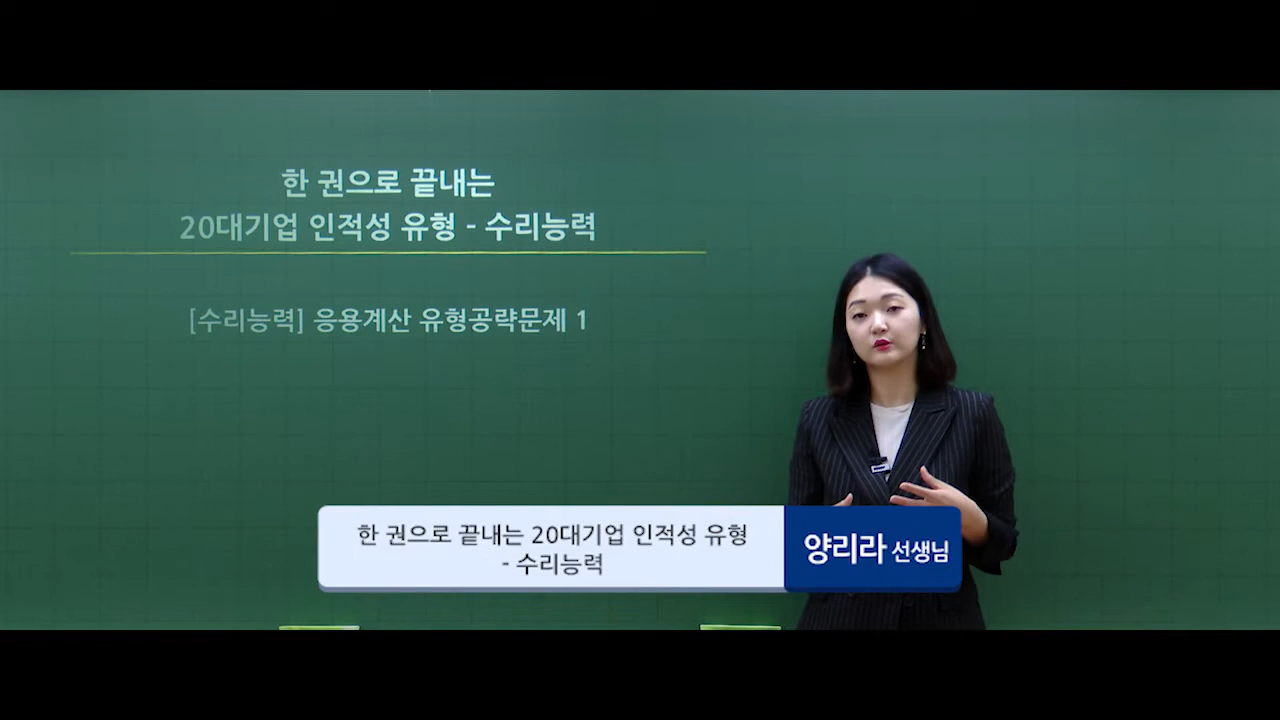 한 권으로 끝내는
20대기업 인적성 유형 - 수리능력
[수리능력] 응용계산 유형공략문제 1
한 권으로 끝내는 20대기업 인적성 유형
- 수리능력
양리라 선생님